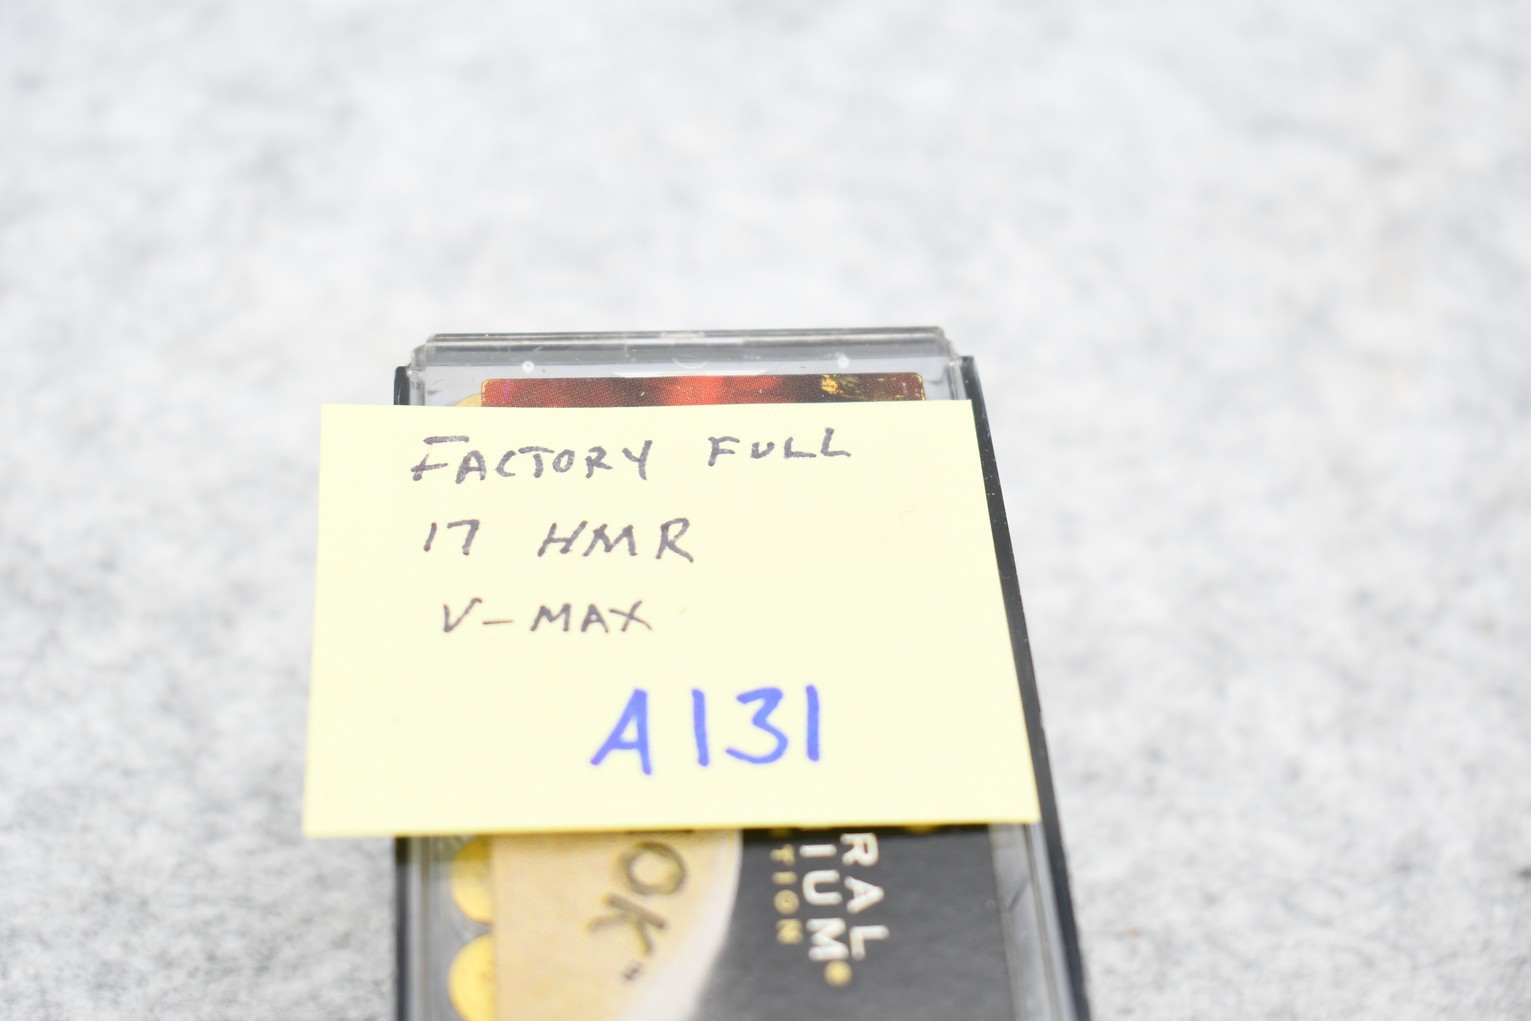 FACTORY FULL
17 HMR
V-MAX
A131